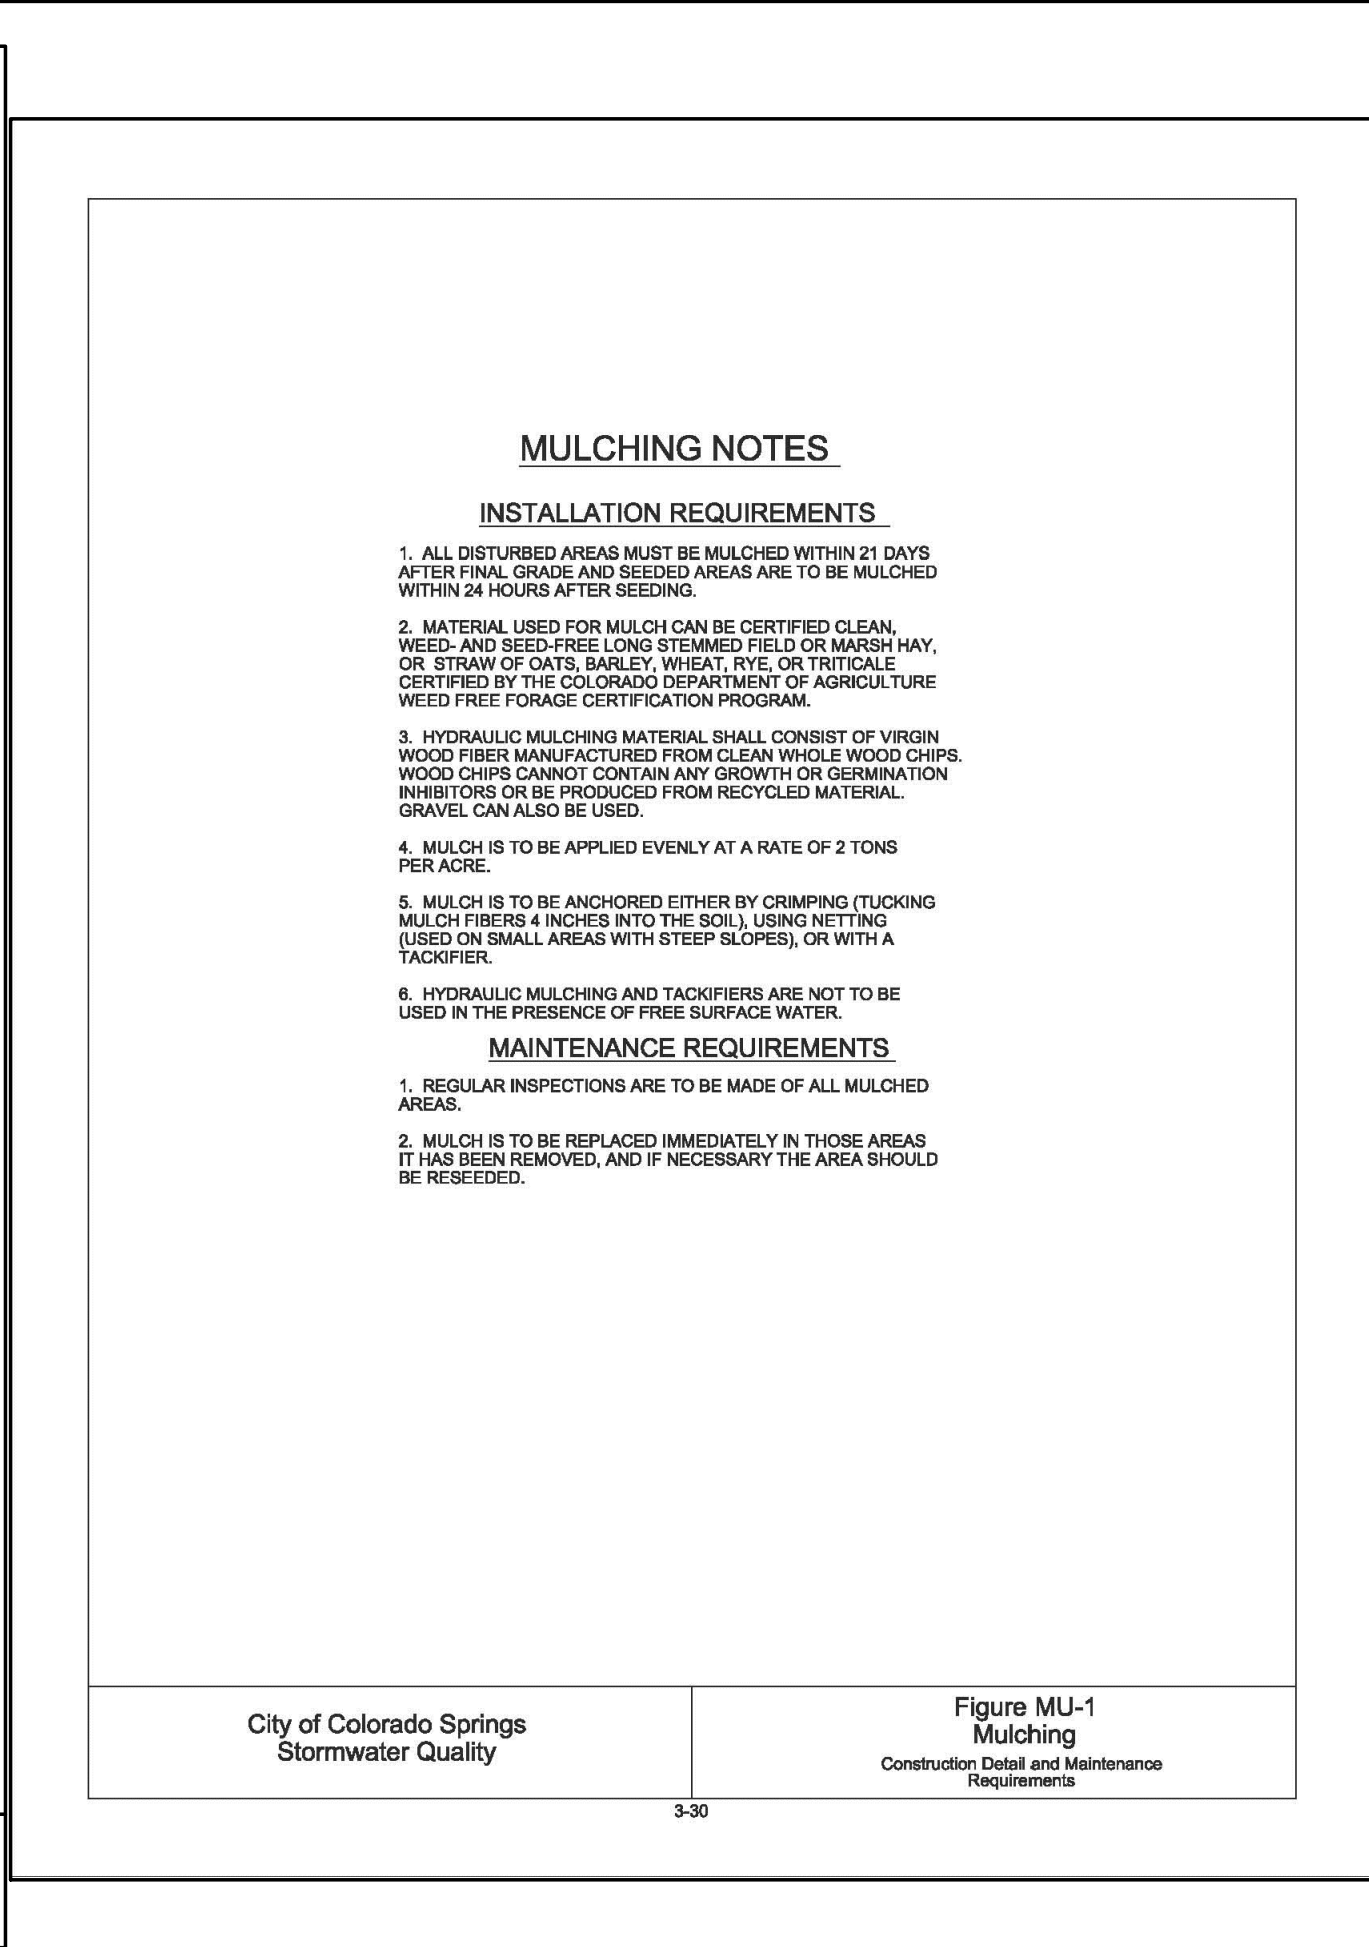 MULCHING NOTES
INSTALLATION REQUIREMENTS
1. ALL DISTURBED AREAS MUST BE MULCHED WITHIN 21 DAYS
AFTER FINAL GRADE AND SEEDED AREAS ARE TO BE MULCHED
WITHIN 24 HOURS AFTER SEEDING.
2. MATERIAL USED FOR MULCH CAN BE CERTIFIED CLEAN,
WEED- AND SEED-FREE LONG STEMMED FIELD OR MARSH HAY,
OR STRAW OF OATS, BARLEY, WHEAT, RYE, OR TRITICALE
CERTIFIED BY THE COLORADO DEPARTMENT OF AGRICULTURE
WEED FREE FORAGE CERTIFICATION PROGRAM.
3. HYDRAULIC MULCHING MATERIAL SHALL CONSIST OF VIRGIN
WOOD FIBER MANUFACTURED FROM CLEAN WHOLE WOOD CHIPS.
WOOD CHIPS CANNOT CONTAIN ANY GROWTH OR GERMINATION
INHIBITORS OR BE PRODUCED FROM RECYCLED MATERIAL.
GRAVEL CAN ALSO BE USED.
4. MULCH IS TO BE APPLIED EVENLY AT A RATE OF 2 TONS
PER ACRE.
5. MULCH IS TO BE ANCHORED EITHER BY CRIMPING (TUCKING
MULCH FIBERS 4 INCHES INTO THE SOIL), USING NETTING
(USED ON SMALL AREAS WITH STEEP SLOPES), OR WITH A
TACKIFIER.
6. HYDRAULIC MULCHING AND TACKIFIERS ARE NOT TO BE
USED IN THE PRESENCE OF FREE SURFACE WATER.
MAINTENANCE REQUIREMENTS
1. REGULAR INSPECTIONS ARE TO BE MADE OF ALL MULCHED
AREAS.
2. MULCH IS TO BE REPLACED IMMEDIATELY IN THOSE AREAS
IT HAS BEEN REMOVED, AND IF NECESSARY THE AREA SHOULD
BE RESEEDED.
City of Colorado Springs
Stormwater Quality
Figure MU-1
Mulching
Construction Detail and Maintenance
Requirements
3-30